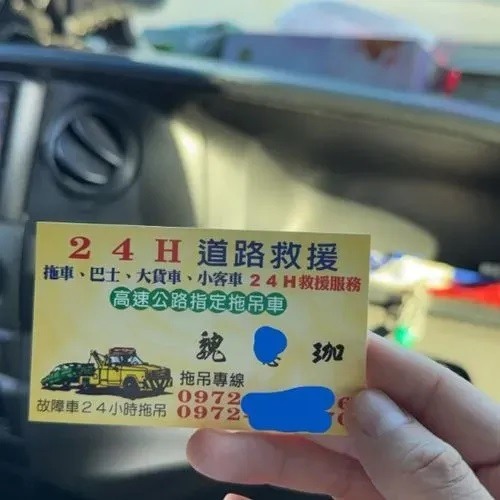 24H 道路救援
拖車、巴士、大貨車、小客車 24H救援服務
高速公路指定拖吊車
魏 珈
拖吊專線
0972
故障車24小時拖吊 0972-